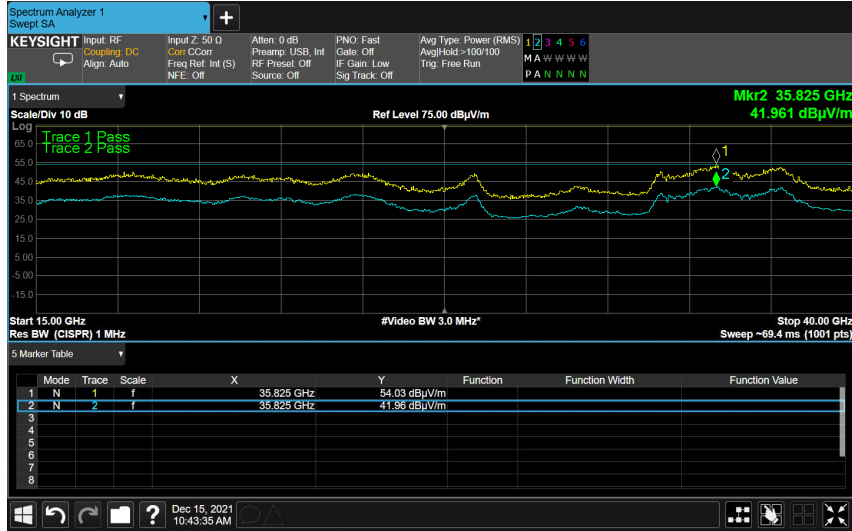 Spectrum Analyzer 1
Swept SA
KEYSIGHT
Input: RF
Coupling: DC
Align: Auto
Input Z: 50 Ω
Corr CCorr
Freq Ref: Int (S)
NFE: Off
Atten: 0 dB
Preamp: USB, Int
RF Presel: Off
Source: Off
PNO: Fast
Gate: Off
IF Gain: Low
Sig Track: Off
Avg Type: Power (RMS)
Avg|Hold:>100/100
Trig: Free Run
1 2 3 4 5 6
M A W W W W
P A N N N N
LXI
1 Spectrum
Mkr2 35.825 GHz
Scale/Div 10 dB
Ref Level 75.00 dBµV/m
41.961 dBµV/m
Log
Trace 1 Pass
Trace 2 Pass
65.0
55.0
45.0
35.0
25.0
15.0
5.00
-5.00
-15.0
1
2
Start 15.00 GHz
#Video BW 3.0 MHz*
Stop 40.00 GHz
Res BW (CISPR) 1 MHz
Sweep ~69.4 ms (1001 pts)
5 Marker Table
Mode Trace Scale X Y Function Function Width Function Value
1 N 1 f 35.825 GHz 54.03 dBµV/m
2 N 2 f 35.825 GHz 41.96 dBµV/m
3
4
5
6
7
8
?
Dec 15, 2021
10:43:35 AM